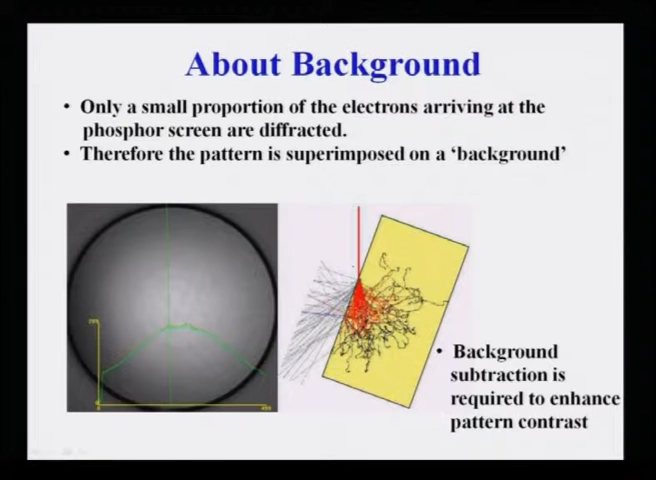 About Background
• Only a small proportion of the electrons arriving at the
phosphor screen are diffracted.
• Therefore the pattern is superimposed on a ‘background’
• Background
subtraction is
required to enhance
pattern contrast